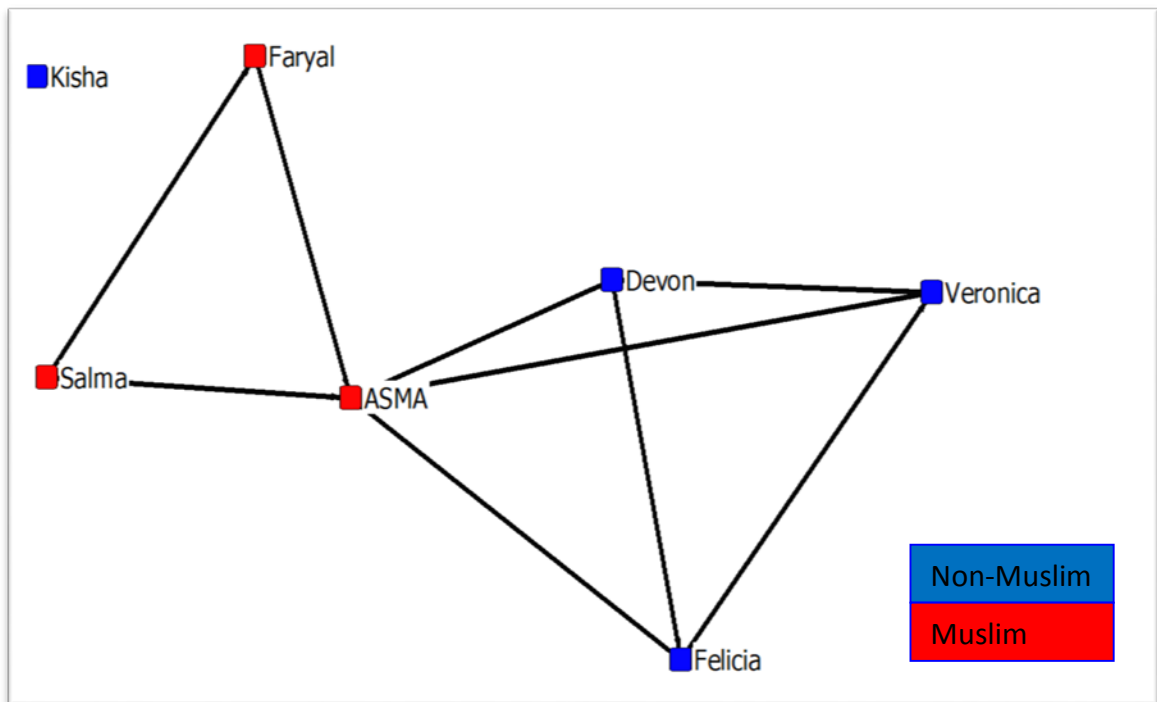 Faryal
Kisha
Devon
Veronica
Salma
ASMA
Non-Muslim
Muslim
Felicia